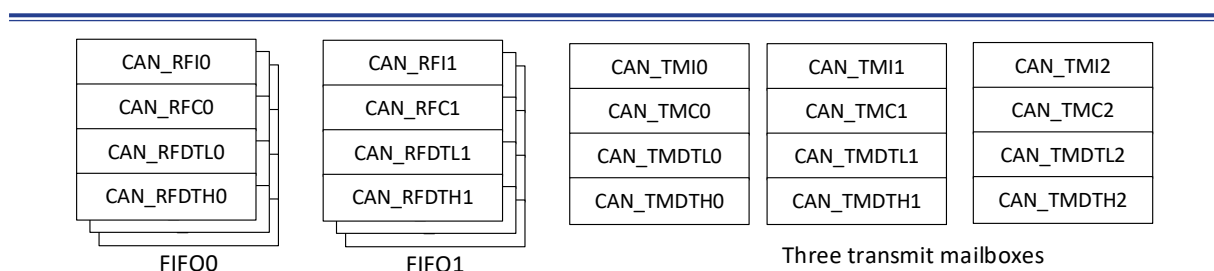 CAN_RFI0
CAN_RFC0
CAN_RFDTL0
CAN_RFDTH0
FIFO0
CAN_RFI1
CAN_RFC1
CAN_RFDTL1
CAN_RFDTH1
FIFO1
CAN_TMI0
CAN_TMC0
CAN_TMDTL0
CAN_TMDTH0
CAN_TMI1
CAN_TMC1
CAN_TMDTL1
CAN_TMDTH1
CAN_TMI2
CAN_TMC2
CAN_TMDTL2
CAN_TMDTH2
Three transmit mailboxes